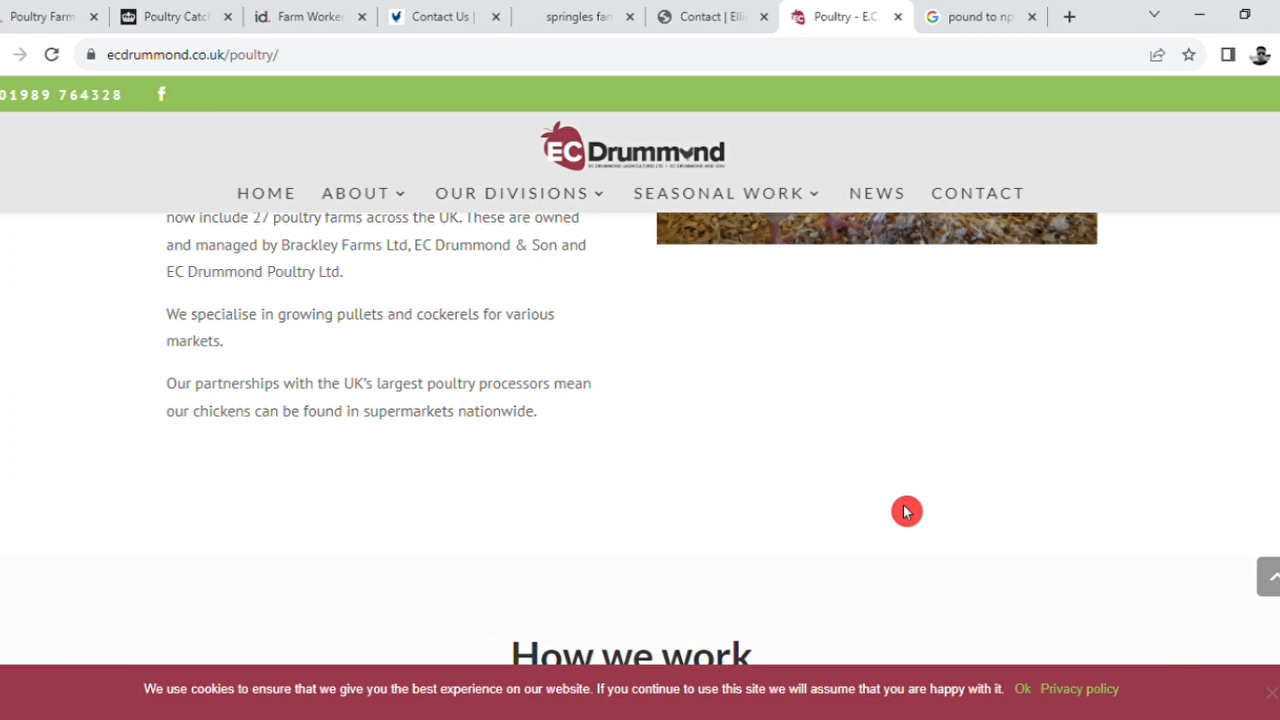 Poultry Farm
Poultry Catch
id. Farm Worker
Contact Us |
springles far
Contact | Elli
Poultry - E.C.
pound to np
ecdrummond.co.uk/poultry/
01989 764328
f
EC Drummond
HOME
ABOUT
OUR DIVISIONS
SEASONAL WORK
NEWS
CONTACT
now include 27 poultry farms across the UK. These are owned
and managed by Brackley Farms Ltd, EC Drummond & Son and
EC Drummond Poultry Ltd.
We specialise in growing pullets and cockerels for various
markets.
Our partnerships with the UK's largest poultry processors mean
our chickens can be found in supermarkets nationwide.
How we work
We use cookies to ensure that we give you the best experience on our website. If you continue to use this site we will assume that you are happy with it. Ok Privacy policy